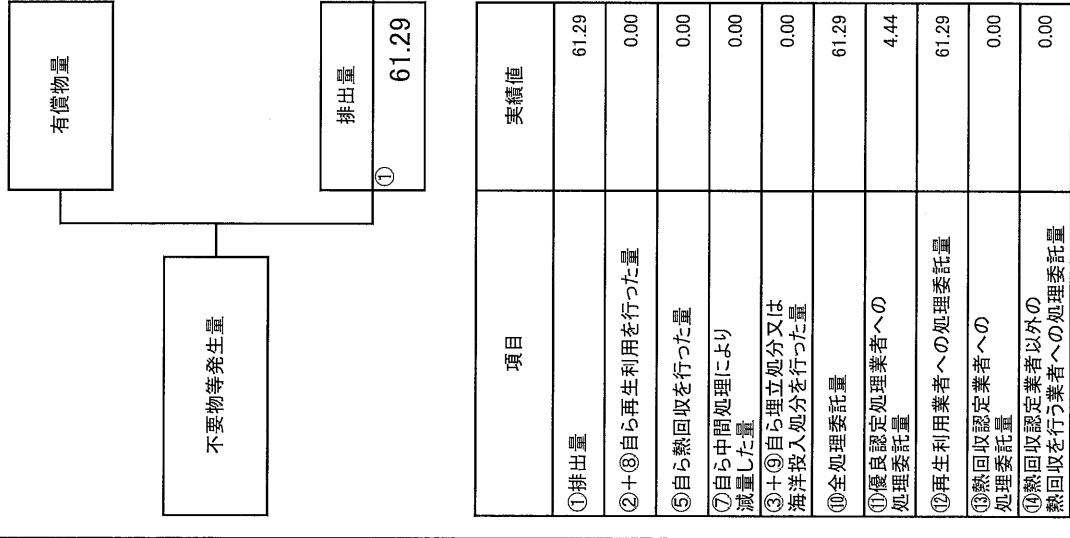 有償物量
不要物等発生量
排出量
①
61.29
項目 実績値
①排出量 61.29
②+⑧自ら再生利用を行った量 0.00
⑤自ら熱回収を行った量 0.00
⑦自ら中間処理により
減量した量 0.00
③+⑨自ら埋立処分又は
海洋投入処分を行った量 0.00
⑩全処理委託量 61.29
⑪優良認定処理業者への
処理委託量 4.44
⑫再生利用業者への処理委託量 61.29
⑬熱回収認定業者への
処理委託量 0.00
⑭熱回収認定業者以外の
熱回収を行う業者への処理委託量 0.00